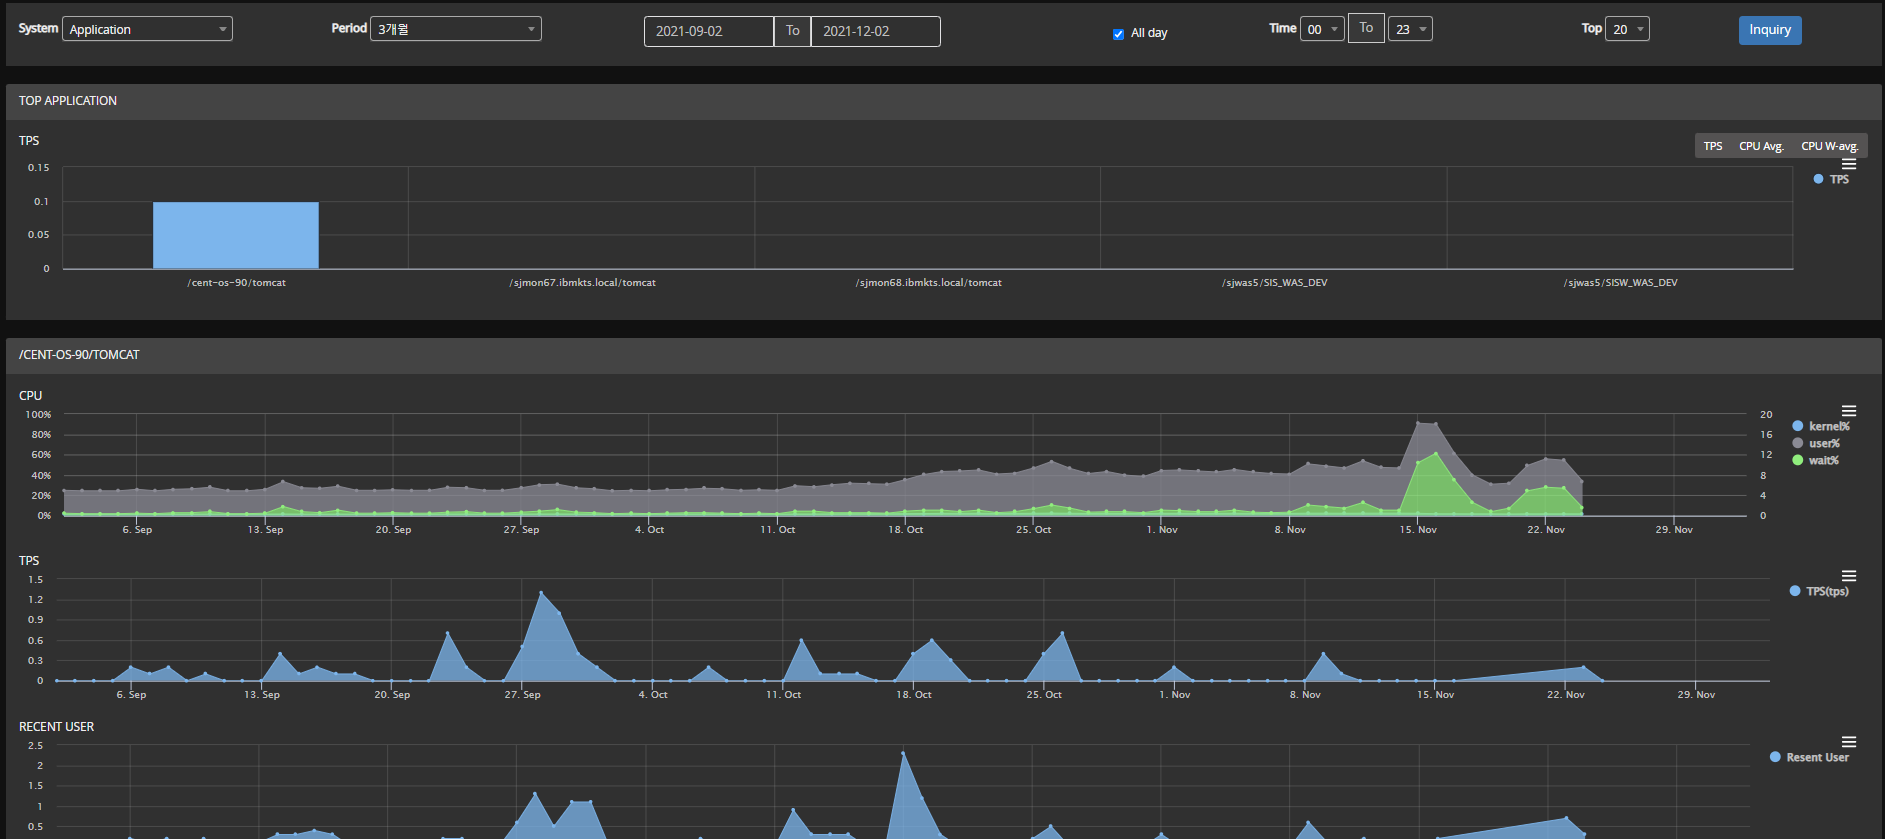 System Application Period 3개월 2021-09-02 To 2021-12-02 All day Time 00 To 23 Top 20 Inquiry
TOP APPLICATION
TPS
TPS CPU Avg. CPU W-avg.
0.15
TPS
0.1
0.05
0
/cent-os-90/tomcat /sjmon67.ibmkts.local/tomcat /sjmon68.ibmkts.local/tomcat /sjwas5/SIS_WAS_DEV /sjwas5/SISW_WAS_DEV
/CENT-OS-90/TOMCAT
CPU
100% 20
kernel%
80% 16
user%
60% 12
wait%
40% 8
20% 4
0% 0
6. Sep 13. Sep 20. Sep 27. Sep 4. Oct 11. Oct 18. Oct 25. Oct 1. Nov 8. Nov 15. Nov 22. Nov 29. Nov
TPS
1.5
TPS(tps)
1.2
0.9
0.6
0.3
0
6. Sep 13. Sep 20. Sep 27. Sep 4. Oct 11. Oct 18. Oct 25. Oct 1. Nov 8. Nov 15. Nov 22. Nov 29. Nov
RECENT USER
2.5
Resent User
2
1.5
1
0.5